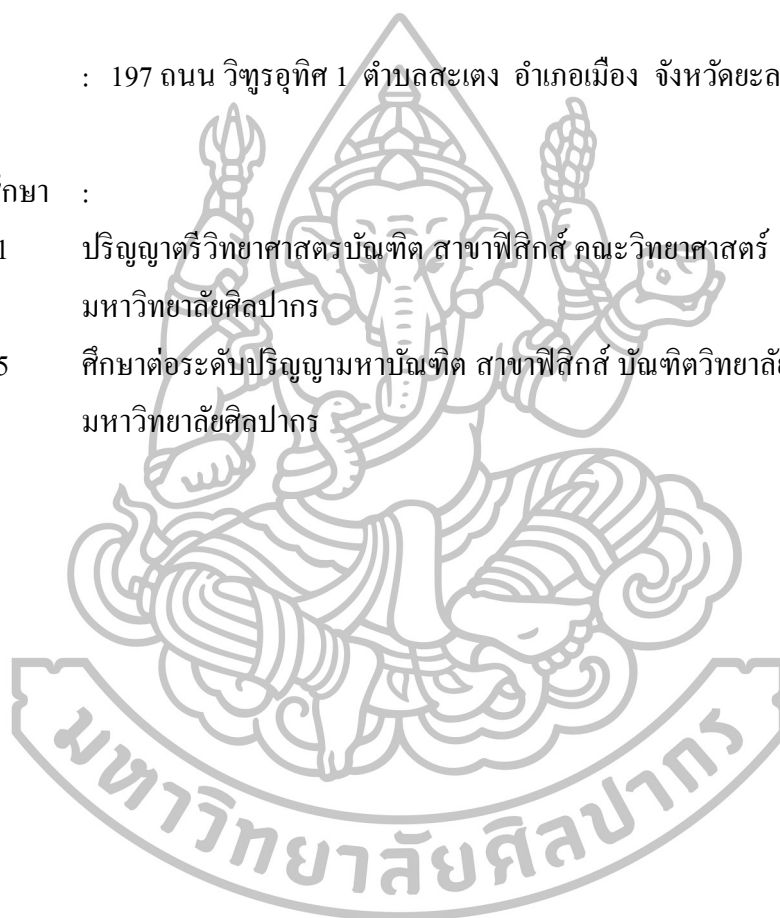 : 197 ถนน วิฑูรอุทิศ 1 ตำบลสะเตง อำเภอเมือง จังหวัดยะล
:
1 ปริญญาตรีวิทยาศาสตรบัณฑิต สาขาฟิสิกส์ คณะวิทยาศาสตร์
มหาวิทยาลัยศิลปากร
5 ศึกษาต่อระดับปริญญามหาบัณฑิต สาขาฟิสิกส์ บัณฑิตวิทยาลัย
มหาวิทยาลัยศิลปากร
มหาวิทยาลัยศิลปากร